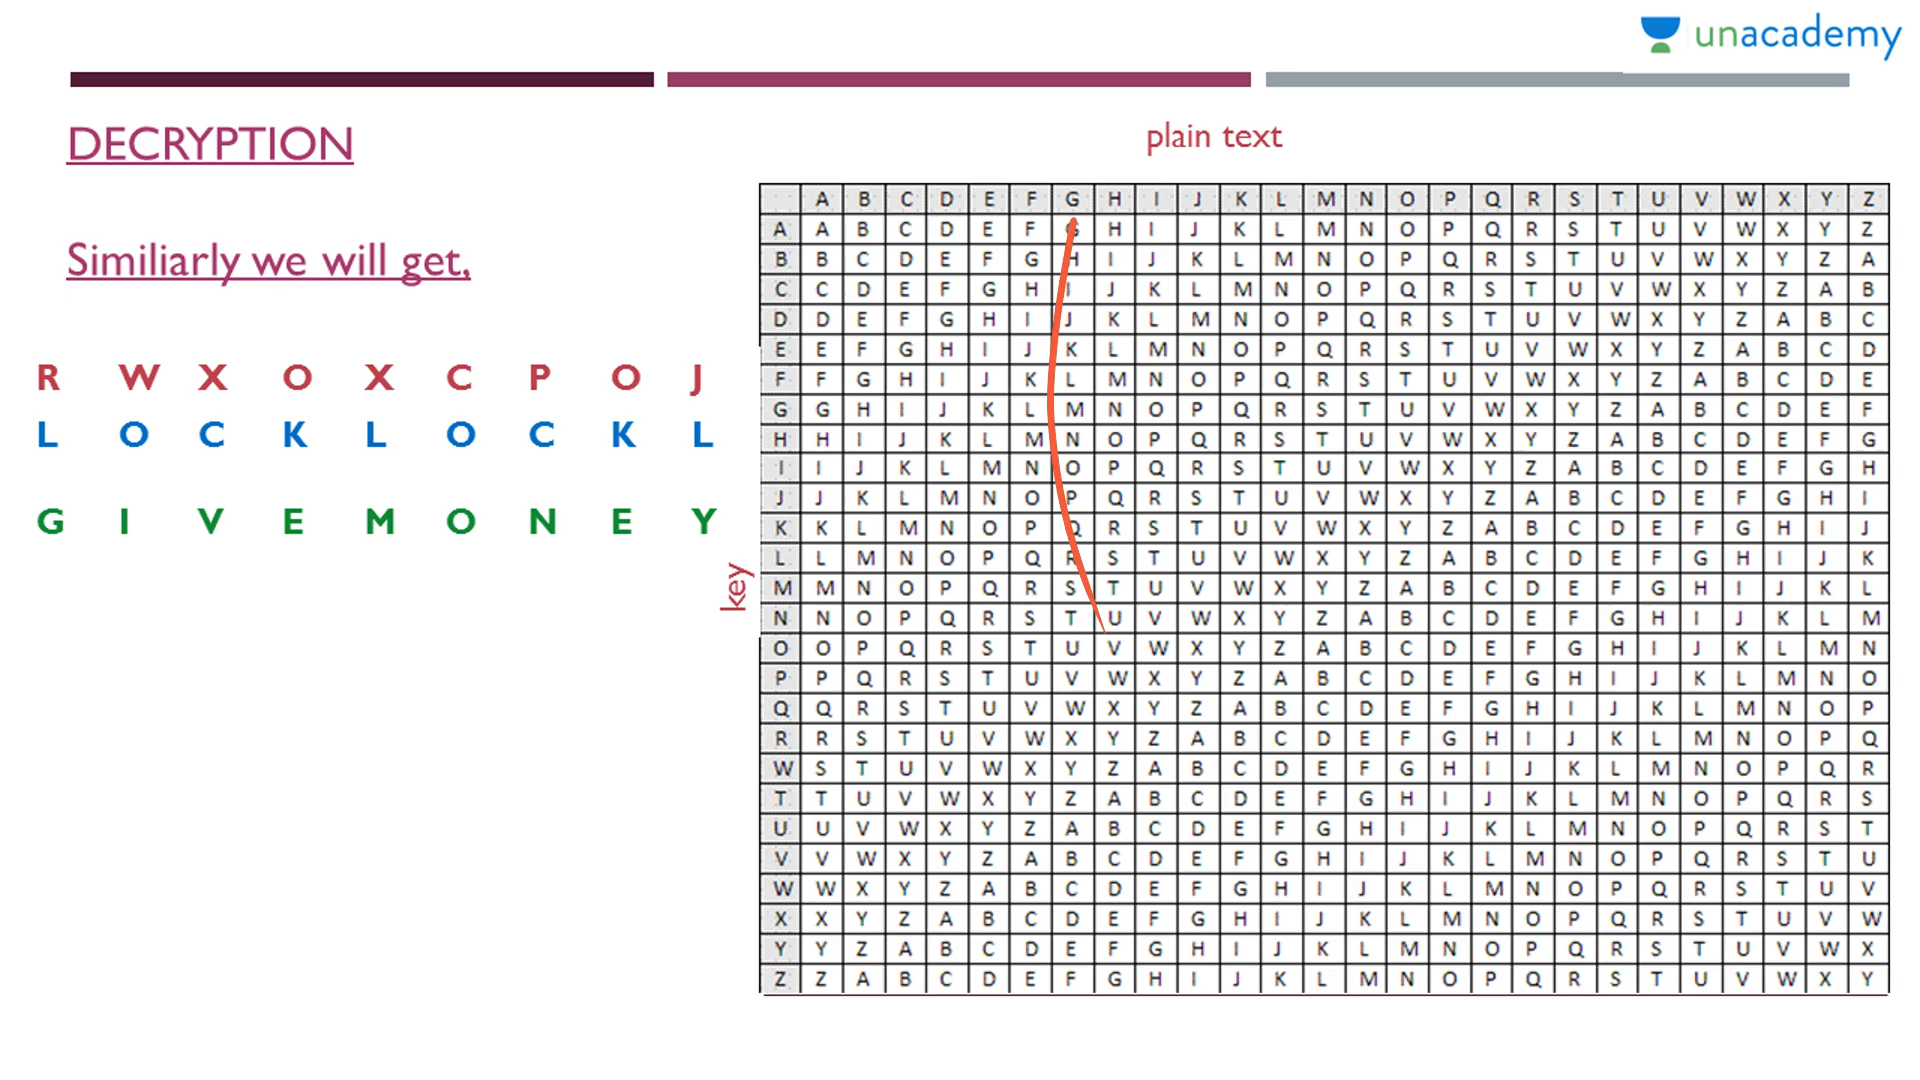 unacademy
DECRYPTION
plain text
Similiarly we will get,
R W X O X C P O J
L O C K L O C K L
G I V E M O N E Y
key
A B C D E F G H I J K L M N O P Q R S T U V W X Y Z
A A B C D E F G H I J K L M N O P Q R S T U V W X Y Z
B B C D E F G H I J K L M N O P Q R S T U V W X Y Z A
C C D E F G H I J K L M N O P Q R S T U V W X Y Z A B
D D E F G H I J K L M N O P Q R S T U V W X Y Z A B C
E E F G H I J K L M N O P Q R S T U V W X Y Z A B C D
F F G H I J K L M N O P Q R S T U V W X Y Z A B C D E
G G H I J K L M N O P Q R S T U V W X Y Z A B C D E F
H H I J K L M N O P Q R S T U V W X Y Z A B C D E F G
I I J K L M N O P Q R S T U V W X Y Z A B C D E F G H
J J K L M N O P Q R S T U V W X Y Z A B C D E F G H I
K K L M N O P Q R S T U V W X Y Z A B C D E F G H I J
L L M N O P Q R S T U V W X Y Z A B C D E F G H I J K
M M N O P Q R S T U V W X Y Z A B C D E F G H I J K L
N N O P Q R S T U V W X Y Z A B C D E F G H I J K L M
O O P Q R S T U V W X Y Z A B C D E F G H I J K L M N
P P Q R S T U V W X Y Z A B C D E F G H I J K L M N O
Q Q R S T U V W X Y Z A B C D E F G H I J K L M N O P
R R S T U V W X Y Z A B C D E F G H I J K L M N O P Q
W S T U V W X Y Z A B C D E F G H I J K L M N O P Q R
T T U V W X Y Z A B C D E F G H I J K L M N O P Q R S
U U V W X Y Z A B C D E F G H I J K L M N O P Q R S T
V V W X Y Z A B C D E F G H I J K L M N O P Q R S T U
W W X Y Z A B C D E F G H I J K L M N O P Q R S T U V
X X Y Z A B C D E F G H I J K L M N O P Q R S T U V W
Y Y Z A B C D E F G H I J K L M N O P Q R S T U V W X
Z Z A B C D E F G H I J K L M N O P Q R S T U V W X Y